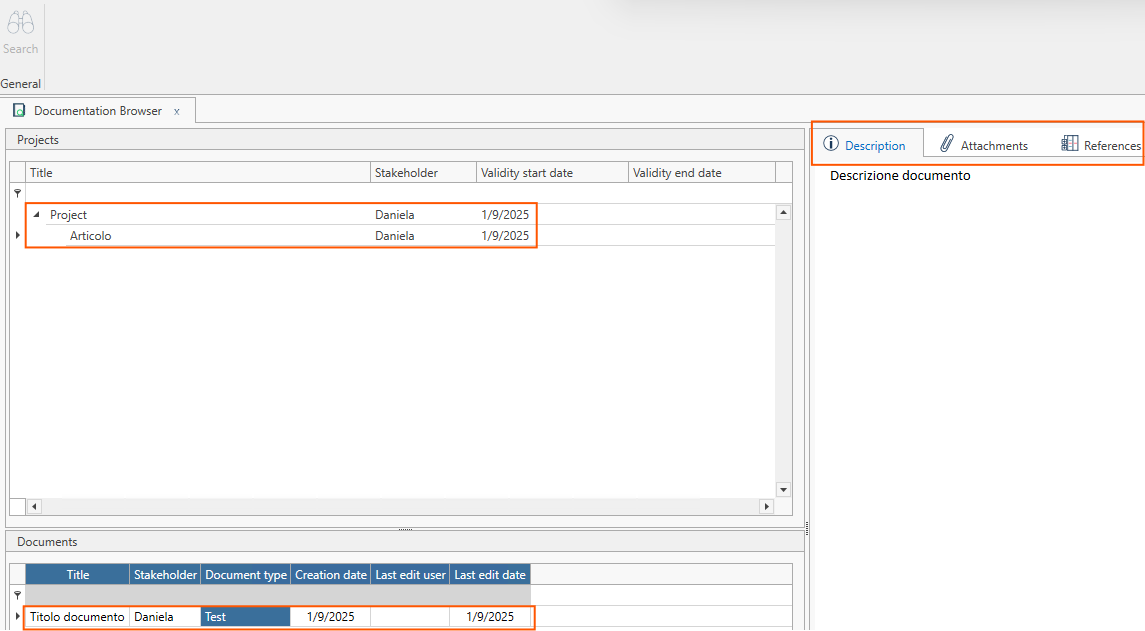 Search
General
Documentation Browser x
Projects
Title Stakeholder Validity start date Validity end date
Project Daniela 1/9/2025
Articolo Daniela 1/9/2025
Documents
Title Stakeholder Document type Creation date Last edit user Last edit date
Titolo documento Daniela Test 1/9/2025 1/9/2025
Description Attachments References
Descrizione documento